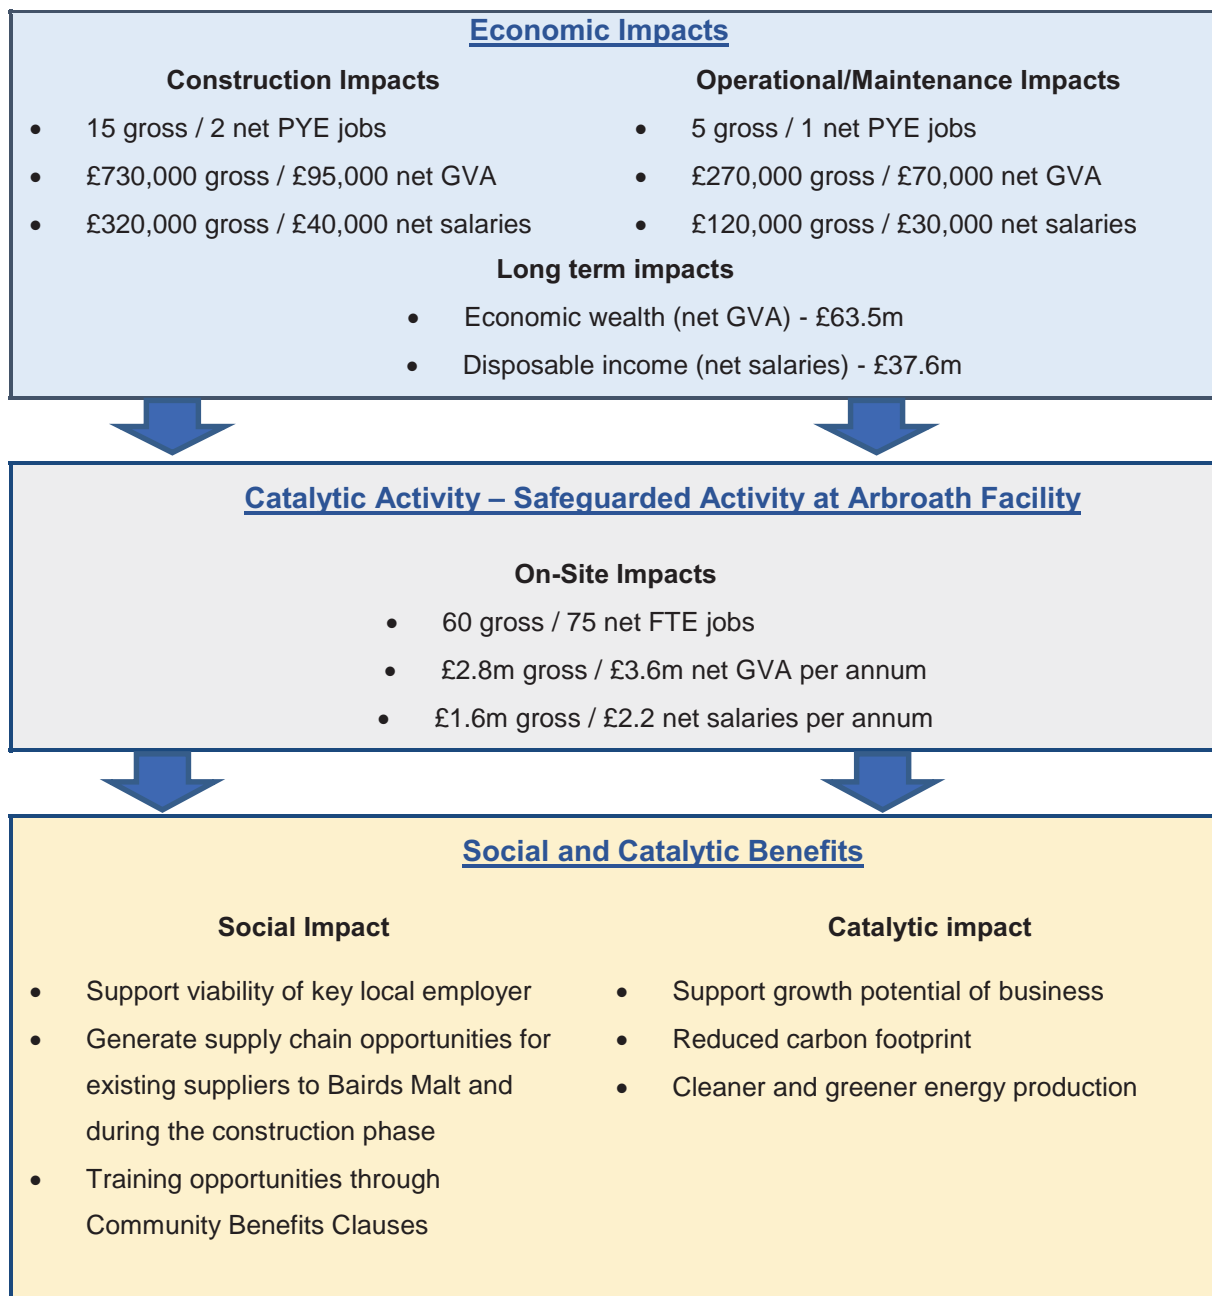 Economic Impacts
Construction Impacts
• 15 gross / 2 net PYE jobs
• £730,000 gross / £95,000 net GVA
• £320,000 gross / £40,000 net salaries
Operational/Maintenance Impacts
• 5 gross / 1 net PYE jobs
• £270,000 gross / £70,000 net GVA
• £120,000 gross / £30,000 net salaries
Long term impacts
• Economic wealth (net GVA) - £63.5m
• Disposable income (net salaries) - £37.6m
Catalytic Activity – Safeguarded Activity at Arbroath Facility
On-Site Impacts
• 60 gross / 75 net FTE jobs
• £2.8m gross / £3.6m net GVA per annum
• £1.6m gross / £2.2 net salaries per annum
Social and Catalytic Benefits
Social Impact
• Support viability of key local employer
• Generate supply chain opportunities for
existing suppliers to Bairds Malt and
during the construction phase
• Training opportunities through
Community Benefits Clauses
Catalytic impact
• Support growth potential of business
• Reduced carbon footprint
• Cleaner and greener energy production